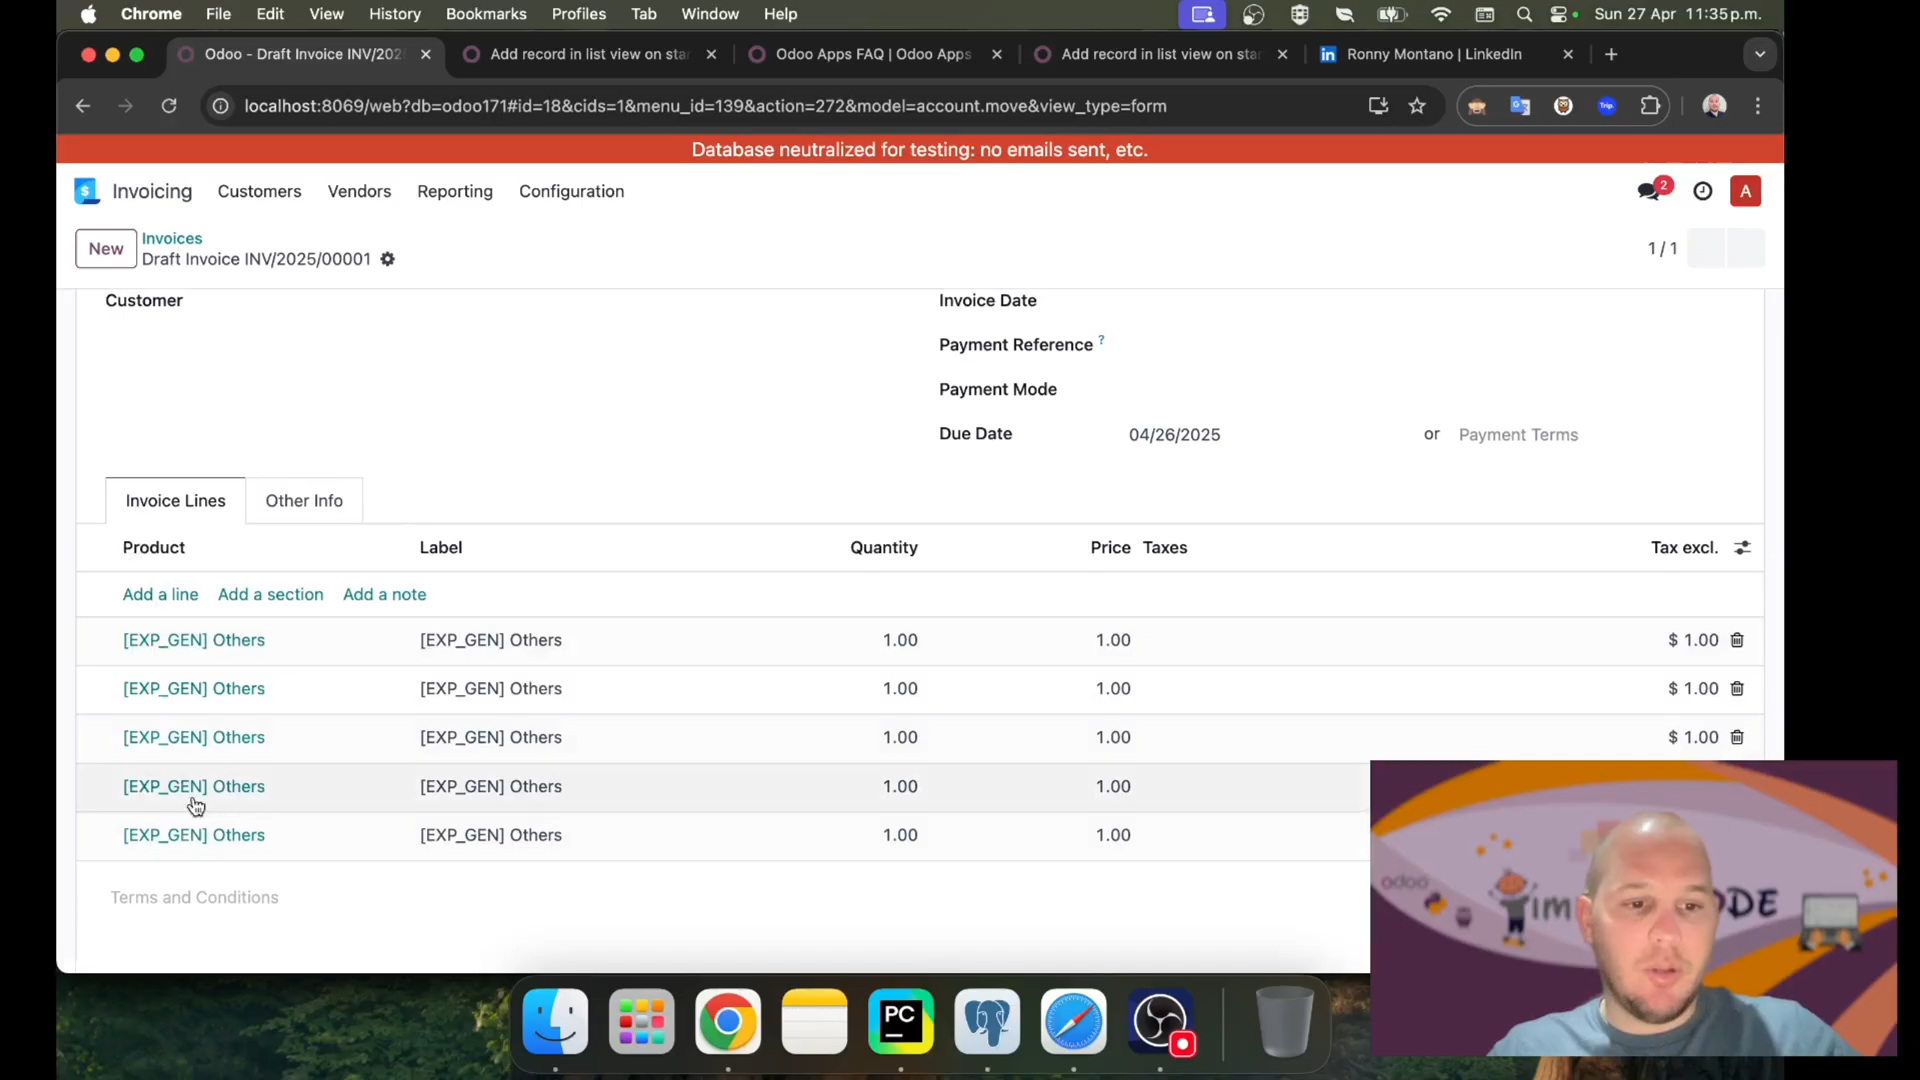 Chrome File Edit View History Bookmarks Profiles Tab Window Help Sun 27 Apr 11:35 p.m.
Odoo - Draft Invoice INV/202 Add record in list view on star Odoo Apps FAQ | Odoo Apps Add record in list view on star Ronny Montano | LinkedIn
localhost:8069/web?db=odoo171#id=18&cids=1&menu_id=139&action=272&model=account.move&view_type=form
Database neutralized for testing: no emails sent, etc.
Invoicing Customers Vendors Reporting Configuration 2 A
New Invoices
Draft Invoice INV/2025/00001 1 / 1
Customer Invoice Date
Payment Reference ?
Payment Mode
Due Date 04/26/2025 or Payment Terms
Invoice Lines Other Info
Product Label Quantity Price Taxes Tax excl.
Add a line Add a section Add a note
[EXP_GEN] Others [EXP_GEN] Others 1.00 1.00 $ 1.00
[EXP_GEN] Others [EXP_GEN] Others 1.00 1.00 $ 1.00
[EXP_GEN] Others [EXP_GEN] Others 1.00 1.00 $ 1.00
[EXP_GEN] Others [EXP_GEN] Others 1.00 1.00
[EXP_GEN] Others [EXP_GEN] Others 1.00 1.00
Terms and Conditions
odoo
PC